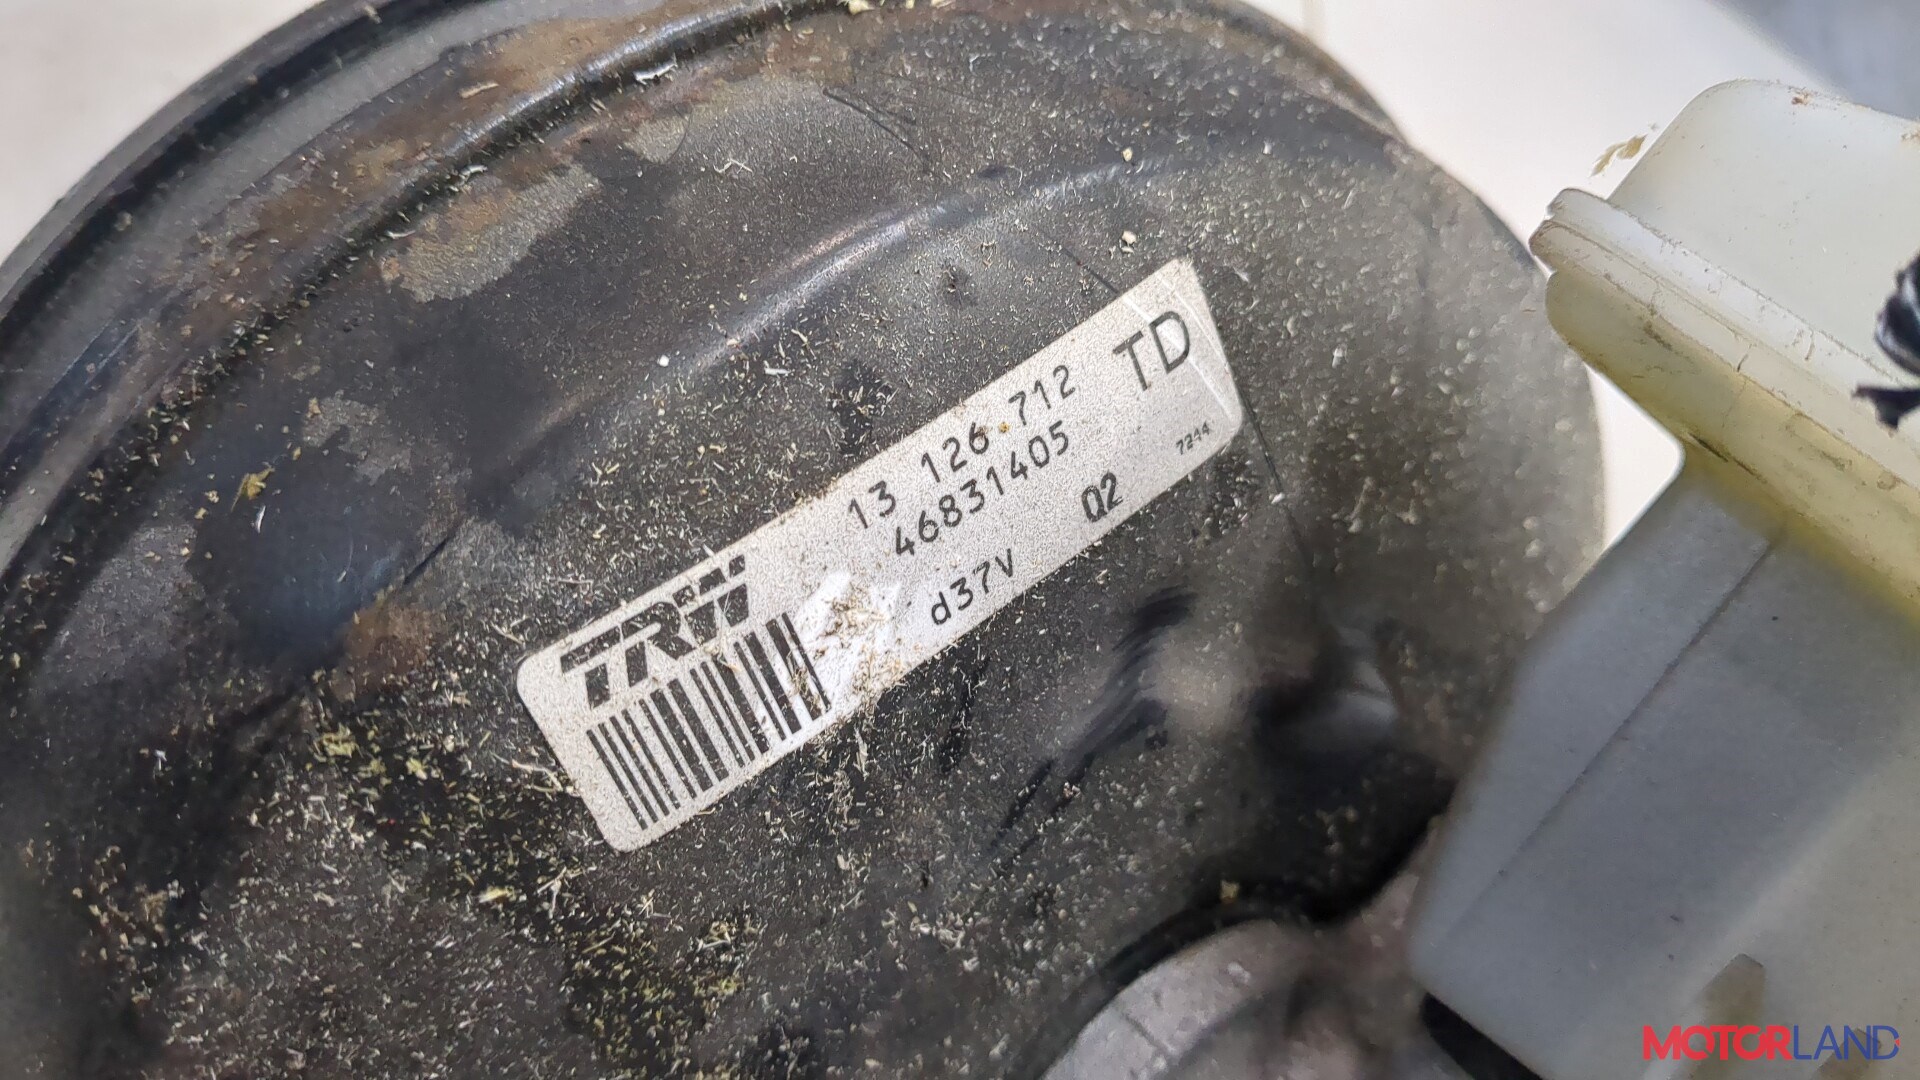 13 126 712 TD
46831405
7244
TRW
d37V Q2
MOTORLAND